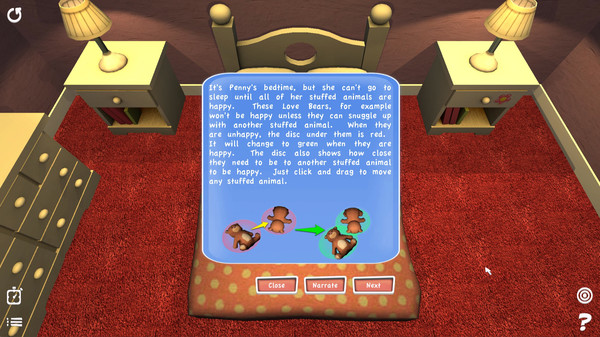 It's Penny's bedtime, but she can't go to
sleep until all of her stuffed animals are
happy. These Love Bears, for example
won't be happy unless they can snuggle up
with another stuffed animal. When they
are unhappy, the disc under them is red.
It will change to green when they are
happy. The disc also shows how close
they need to be to another stuffed animal
to be happy. Just click and drag to move
any stuffed animal.
Close
Narrate
Next
?